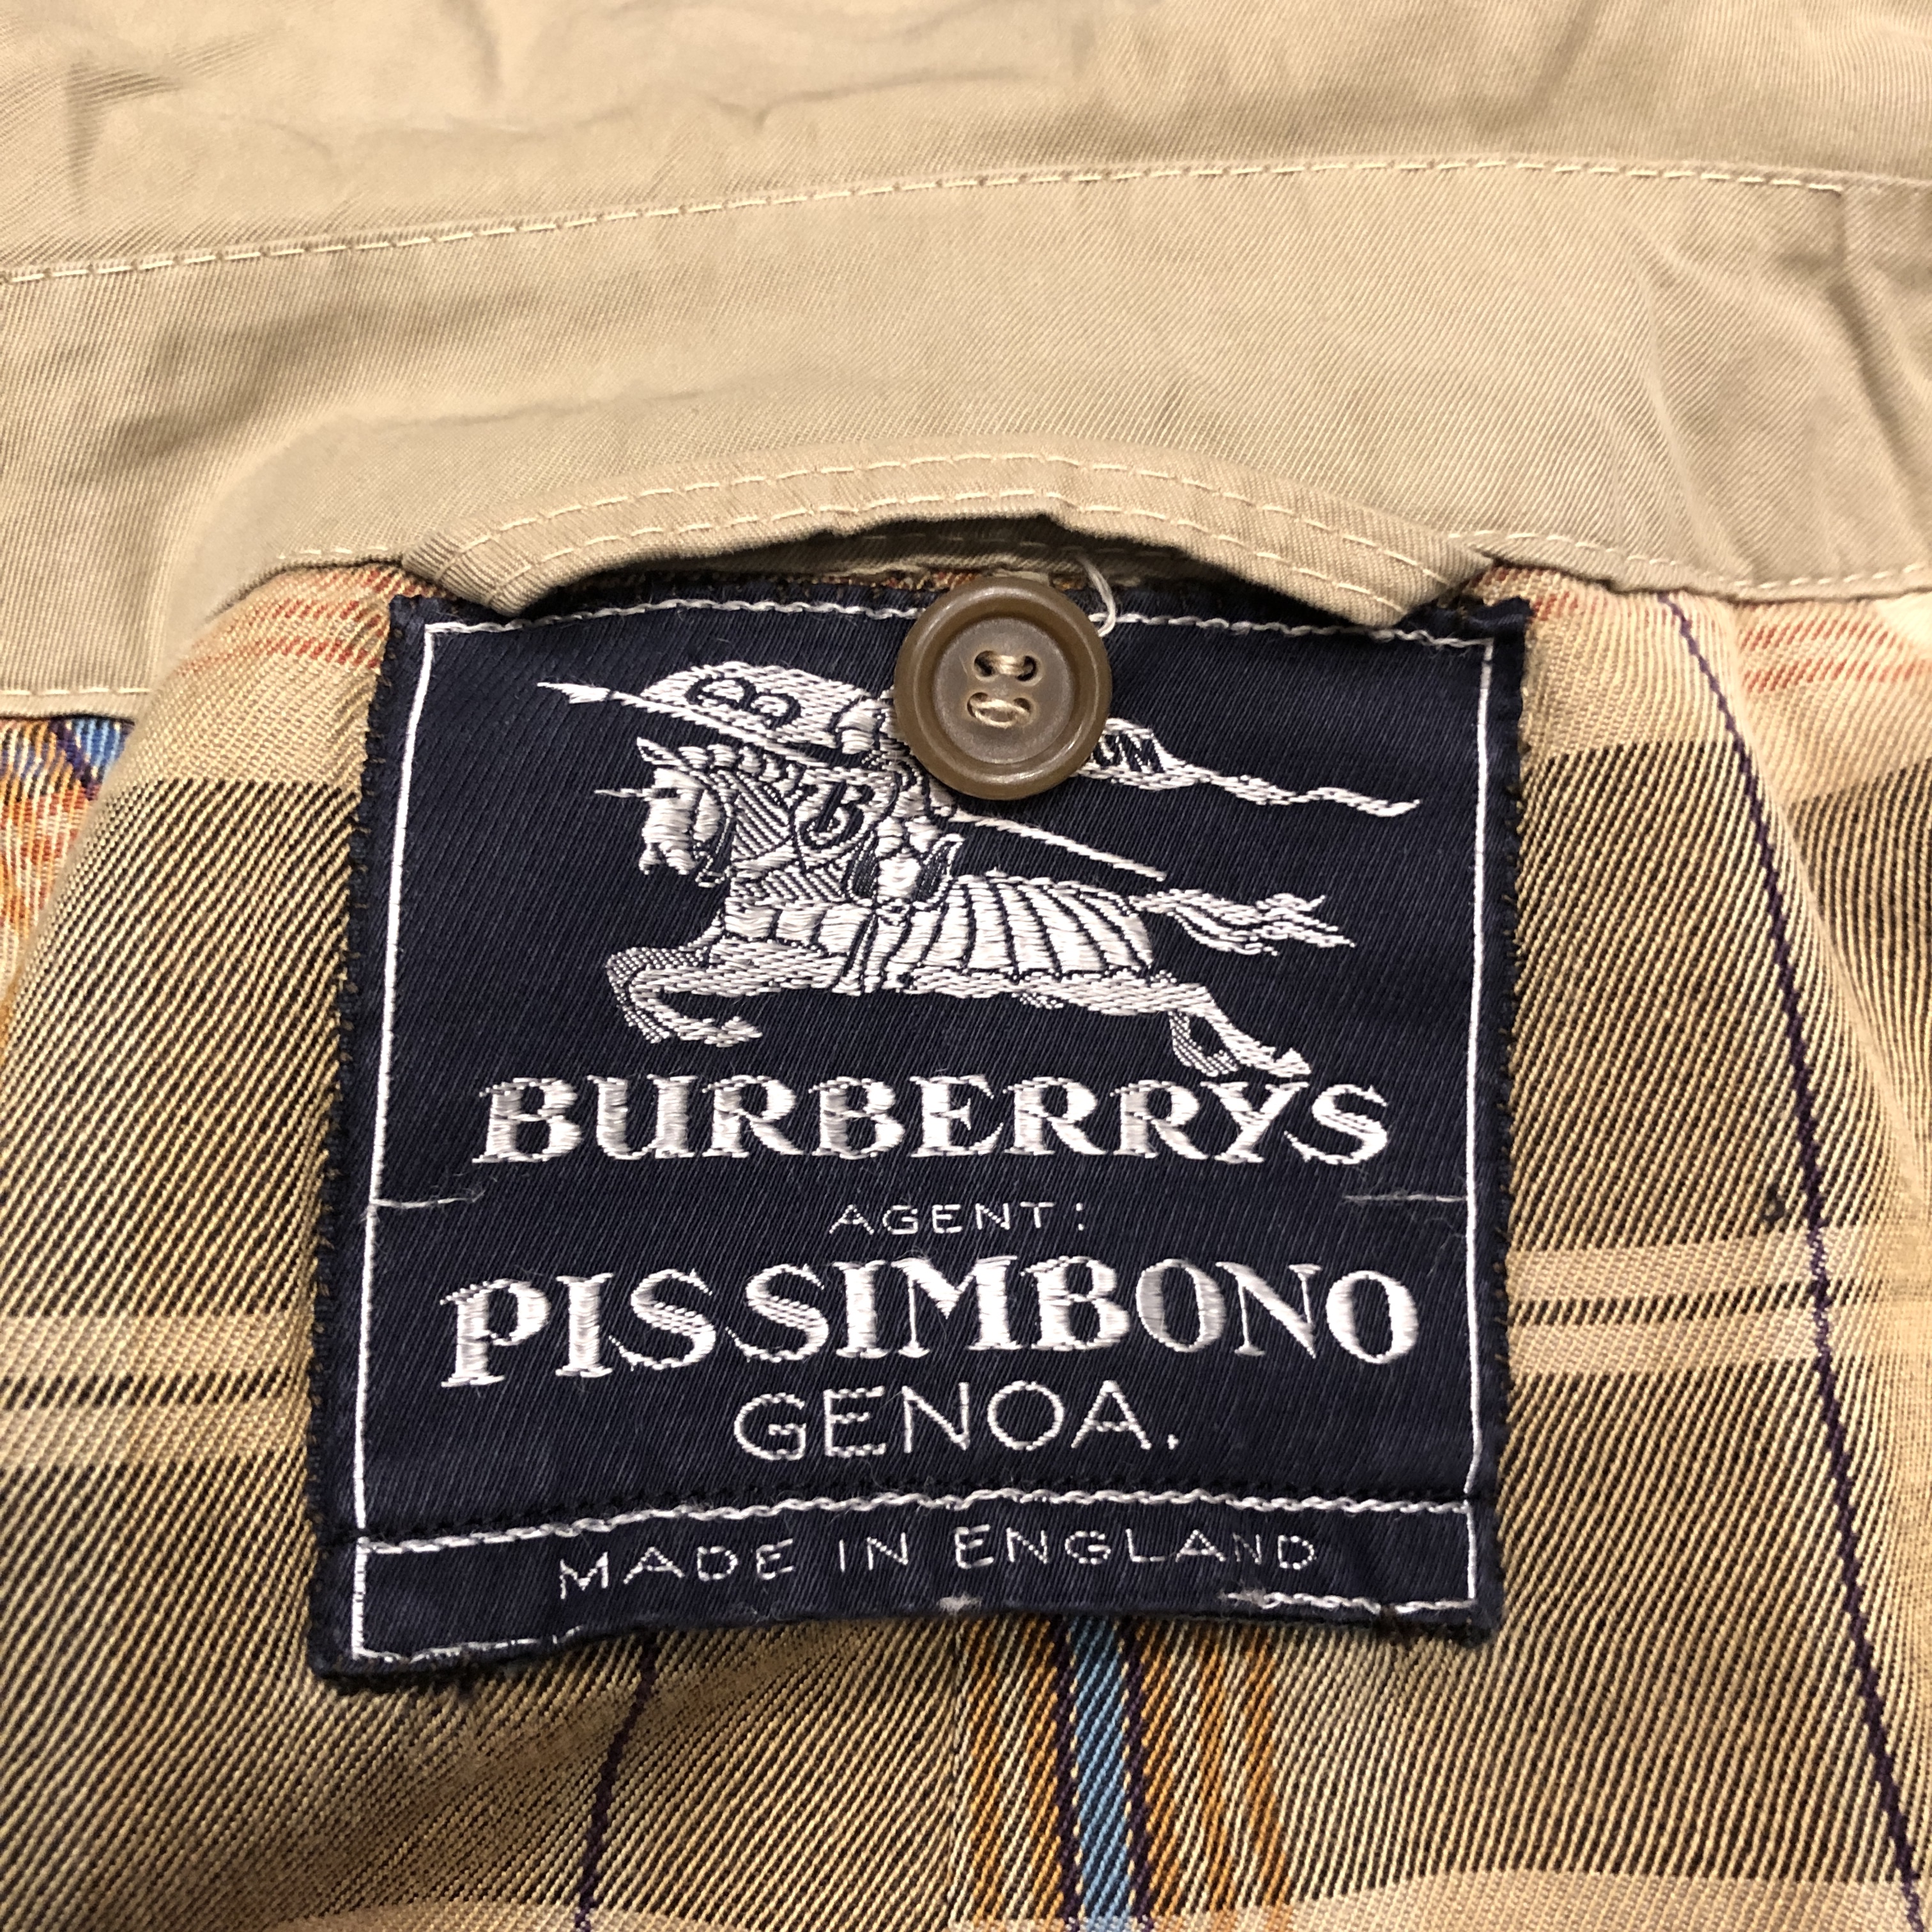 B
BURBERRYS
AGENT:
PISSIMBONO
GENOA.
MADE IN ENGLAND